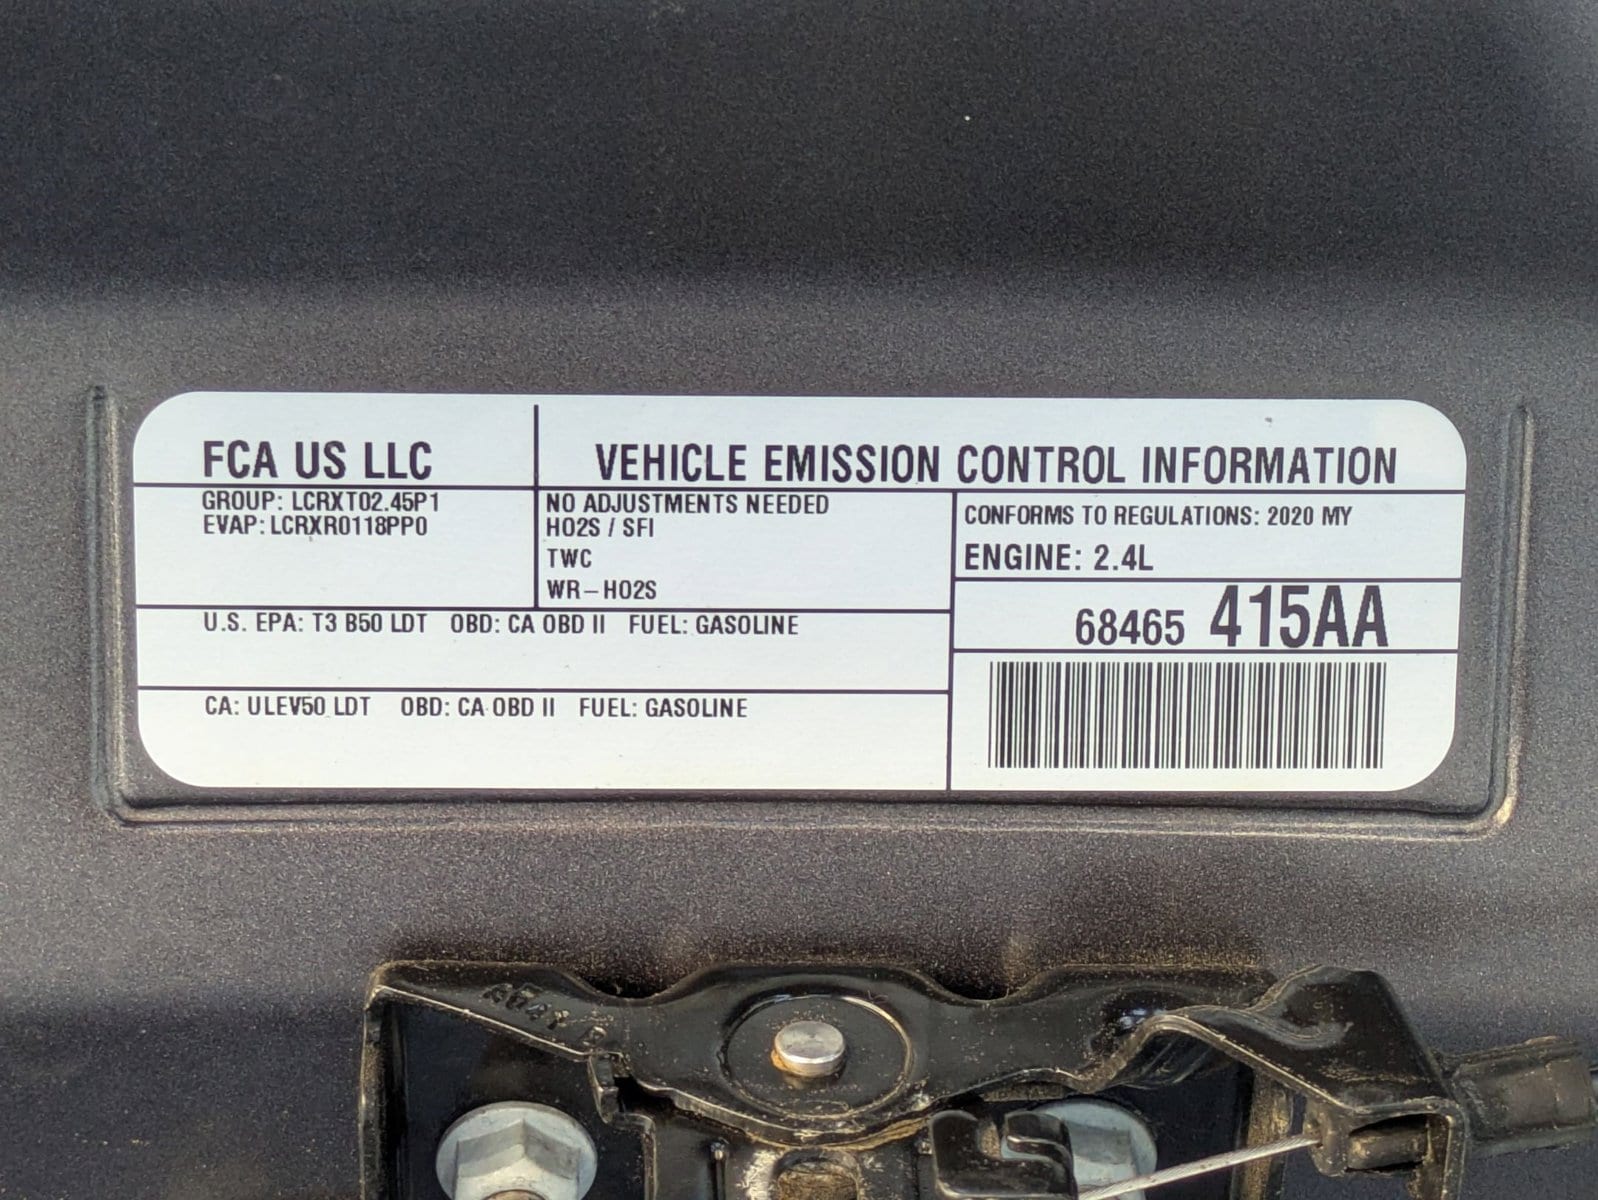 FCA US LLC
VEHICLE EMISSION CONTROL INFORMATION
GROUP: LCRXT02.45P1
EVAP: LCRXR0118PP0
NO ADJUSTMENTS NEEDED
HO2S / SFI
TWC
WR-HO2S
CONFORMS TO REGULATIONS: 2020 MY
ENGINE: 2.4L
68465 415AA
U.S. EPA: T3 B50 LDT OBD: CA OBD II FUEL: GASOLINE
CA: ULEV50 LDT OBD: CA OBD II FUEL: GASOLINE